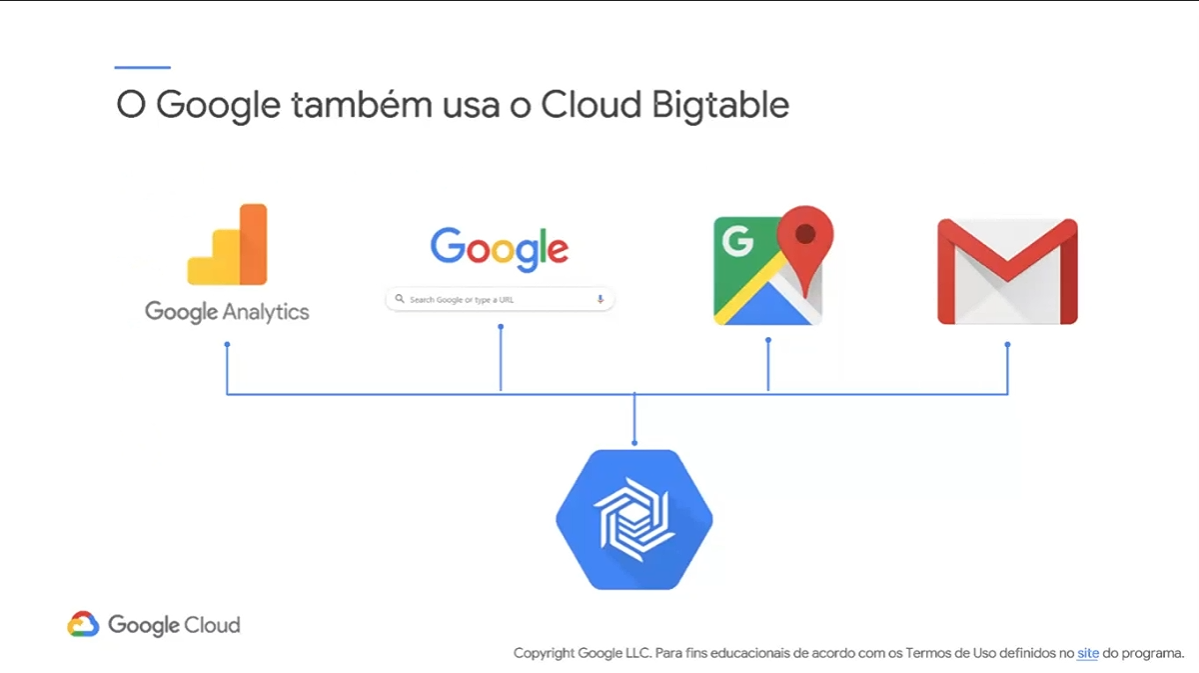 O Google também usa o Cloud Bigtable
Google Analytics
Google
Search Google or type a URL
G
Google Cloud
Copyright Google LLC. Para fins educacionais de acordo com os Termos de Uso definidos no site do programa.